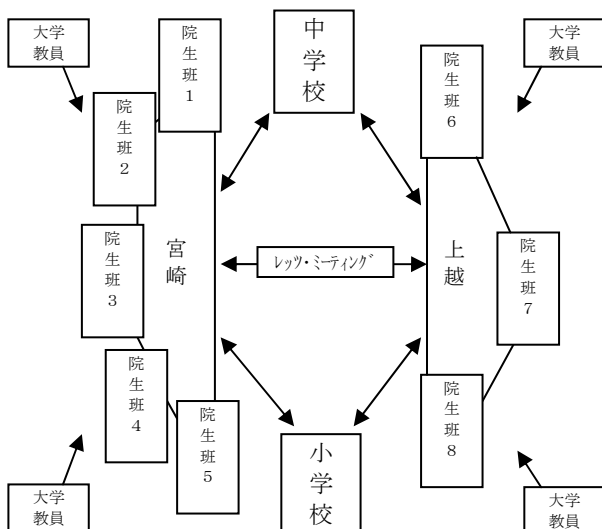 大学
教員
院生班1
中学校
院生班6
大学
教員
院生班2
院生班3
宮崎
レッツ・ミーティング
上越
院生班7
院生班4
院生班5
院生班8
小学校
大学
教員
大学
教員